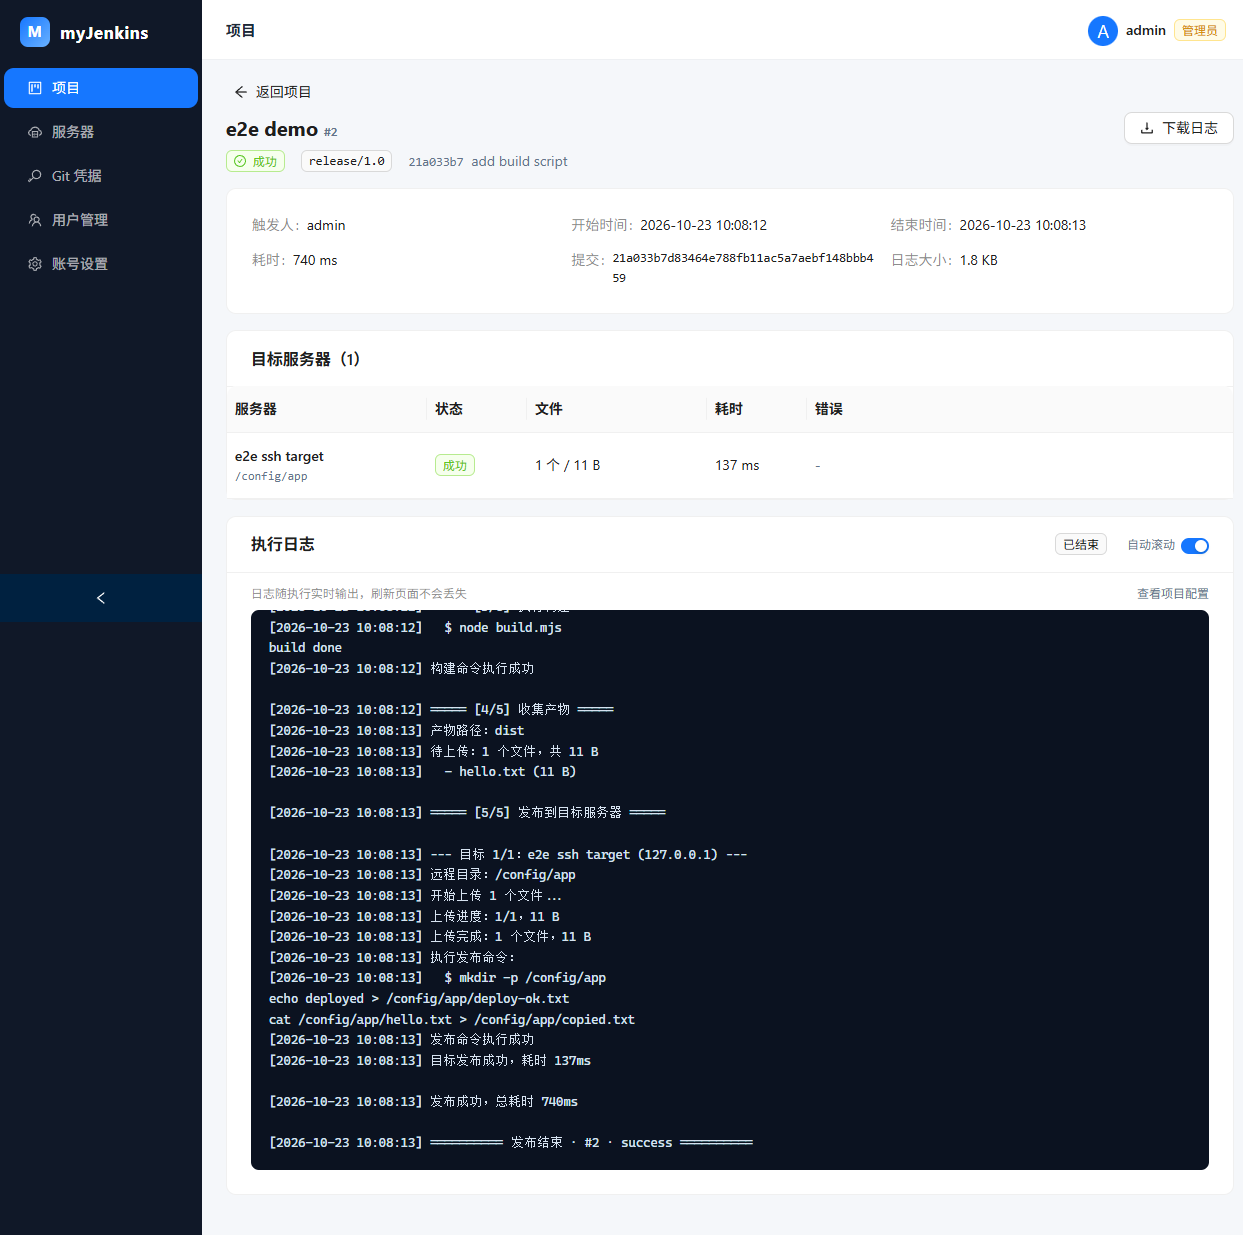 M myJenkins
项目
服务器
Git 凭据
用户管理
账号设置
项目
A admin 管理员
返回项目
e2e demo #2
下载日志
成功 release/1.0 21a033b7 add build script
触发人: admin
开始时间: 2026-10-23 10:08:12
结束时间: 2026-10-23 10:08:13
耗时: 740 ms
提交: 21a033b7d83464e788fb11ac5a7aebf148bbb4
59
日志大小: 1.8 KB
目标服务器（1）
服务器 状态 文件 耗时 错误
e2e ssh target
/config/app
成功 1 个 / 11 B 137 ms -
执行日志
已结束 自动滚动
日志随执行实时输出，刷新页面不会丢失
查看项目配置
[2026-10-23 10:08:12]   $ node build.mjs
build done
[2026-10-23 10:08:12] 构建命令执行成功
[2026-10-23 10:08:12] ===== [4/5] 收集产物 =====
[2026-10-23 10:08:13] 产物路径: dist
[2026-10-23 10:08:13] 待上传: 1 个文件，共 11 B
[2026-10-23 10:08:13]   - hello.txt (11 B)
[2026-10-23 10:08:13] ===== [5/5] 发布到目标服务器 =====
[2026-10-23 10:08:13] --- 目标 1/1: e2e ssh target (127.0.0.1) ---
[2026-10-23 10:08:13] 远程目录: /config/app
[2026-10-23 10:08:13] 开始上传 1 个文件...
[2026-10-23 10:08:13] 上传进度: 1/1, 11 B
[2026-10-23 10:08:13] 上传完成: 1 个文件, 11 B
[2026-10-23 10:08:13] 执行发布命令:
[2026-10-23 10:08:13]   $ mkdir -p /config/app
echo deployed > /config/app/deploy-ok.txt
cat /config/app/hello.txt > /config/app/copied.txt
[2026-10-23 10:08:13] 发布命令执行成功
[2026-10-23 10:08:13] 目标发布成功, 耗时 137ms
[2026-10-23 10:08:13] 发布成功, 总耗时 740ms
[2026-10-23 10:08:13] ========== 发布结束 · #2 · success ==========